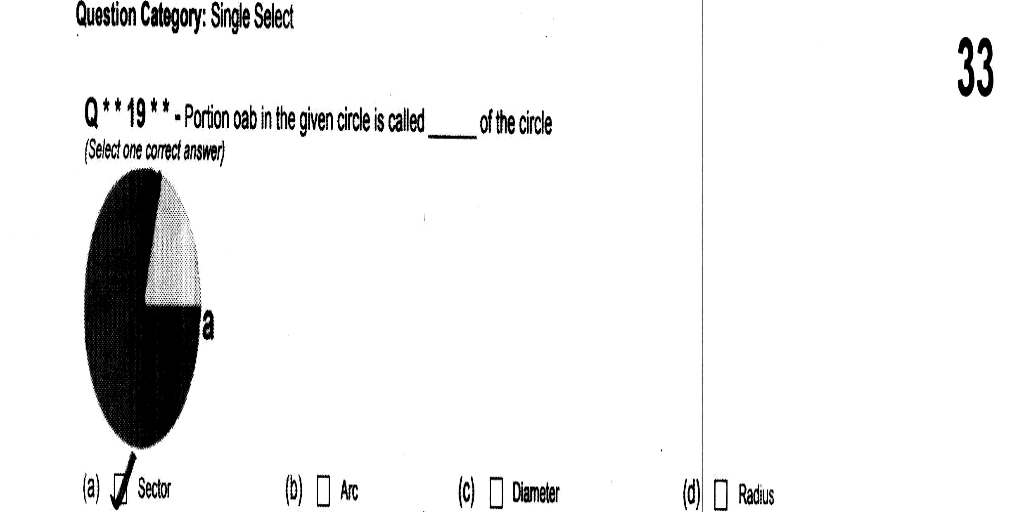 Question Category: Single Select
33
Q**19** - Portion oab in the given circle is called _____ of the circle
(Select one correct answer)
a
(a) Sector (b) Arc (c) Diameter (d) Radius